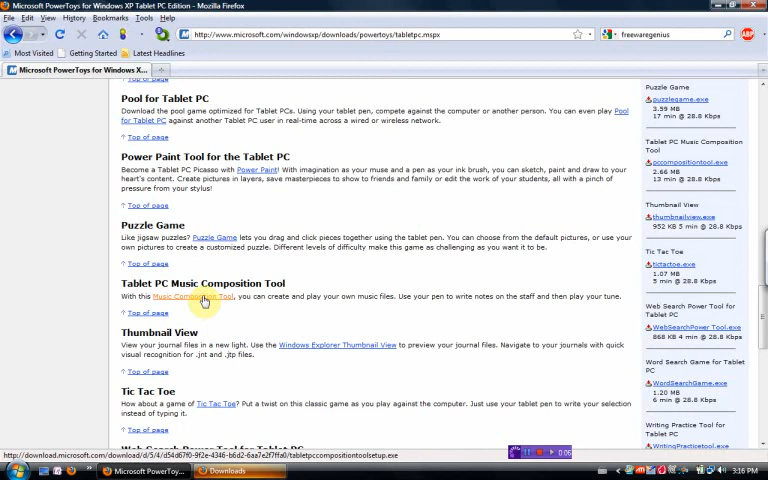 Microsoft PowerToys for Windows XP Tablet PC Edition - Mozilla Firefox
File Edit View History Bookmarks Tools Help
http://www.microsoft.com/windowsxp/downloads/powertoys/tabletpc.mspx
freewaregenius
ABP
Most Visited Getting Started Latest Headlines
Microsoft PowerToys for Windows X...
Top of page
Pool for Tablet PC
Download the pool game optimized for Tablet PCs. Using your tablet pen, compete against the computer or another person. You can even play Pool
for Tablet PC against another Tablet PC user in real-time across a wired or wireless network.
Top of page
Power Paint Tool for the Tablet PC
Become a Tablet PC Picasso with Power Paint! With imagination as your muse and a pen as your ink brush, you can sketch, paint and draw to your
heart's content. Create pictures in layers, save masterpieces to show to friends and family or edit the work of your students, all with a pinch of
pressure from your stylus!
Top of page
Puzzle Game
Like jigsaw puzzles? Puzzle Game lets you drag and click pieces together using the tablet pen. You can choose from the default pictures, or use your
own pictures to create a customized puzzle. Different levels of difficulty make this game as challenging as you want it to be.
Top of page
Tablet PC Music Composition Tool
With this Music Composition Tool, you can create and play your own music files. Use your pen to write notes on the staff and then play your tune.
Top of page
Thumbnail View
View your journal files in a new light. Use the Windows Explorer Thumbnail View to preview your journal files. Navigate to your journals with quick
visual recognition for .jnt and .jtp files.
Top of page
Tic Tac Toe
How about a game of Tic Tac Toe? Put a twist on this classic game as you play against the computer. Just use your tablet pen to write your selection
instead of typing it.
Top of page
Web Search Power Tool for Tablet PC
Puzzle Game
puzzlegame.exe
3.59 MB
17 min @ 28.8 Kbps
Tablet PC Music Composition
Tool
pccompositiontool.exe
2.66 MB
13 min @ 28.8 Kbps
Thumbnail View
thumbnailview.exe
952 KB 5 min @ 28.8 Kbps
Tic Tac Toe
tictactoe.exe
1.07 MB
5 min @ 28.8 Kbps
Web Search Power Tool for
Tablet PC
WebSearchPower Tool.exe
868 KB 4 min @ 28.8 Kbps
Word Search Game for Tablet
PC
WordSearchGame.exe
1.20 MB
6 min @ 28.8 Kbps
Writing Practice Tool for
Tablet PC
WritingPracticetool.exe
http://download.microsoft.com/download/d/5/4/d54d67f0-9f2e-4346-b6d2-6aa7e2f7ffa0/tabletpccompositiontoolsetup.exe
0:06
Microsoft PowerToy...
Downloads
3:16 PM